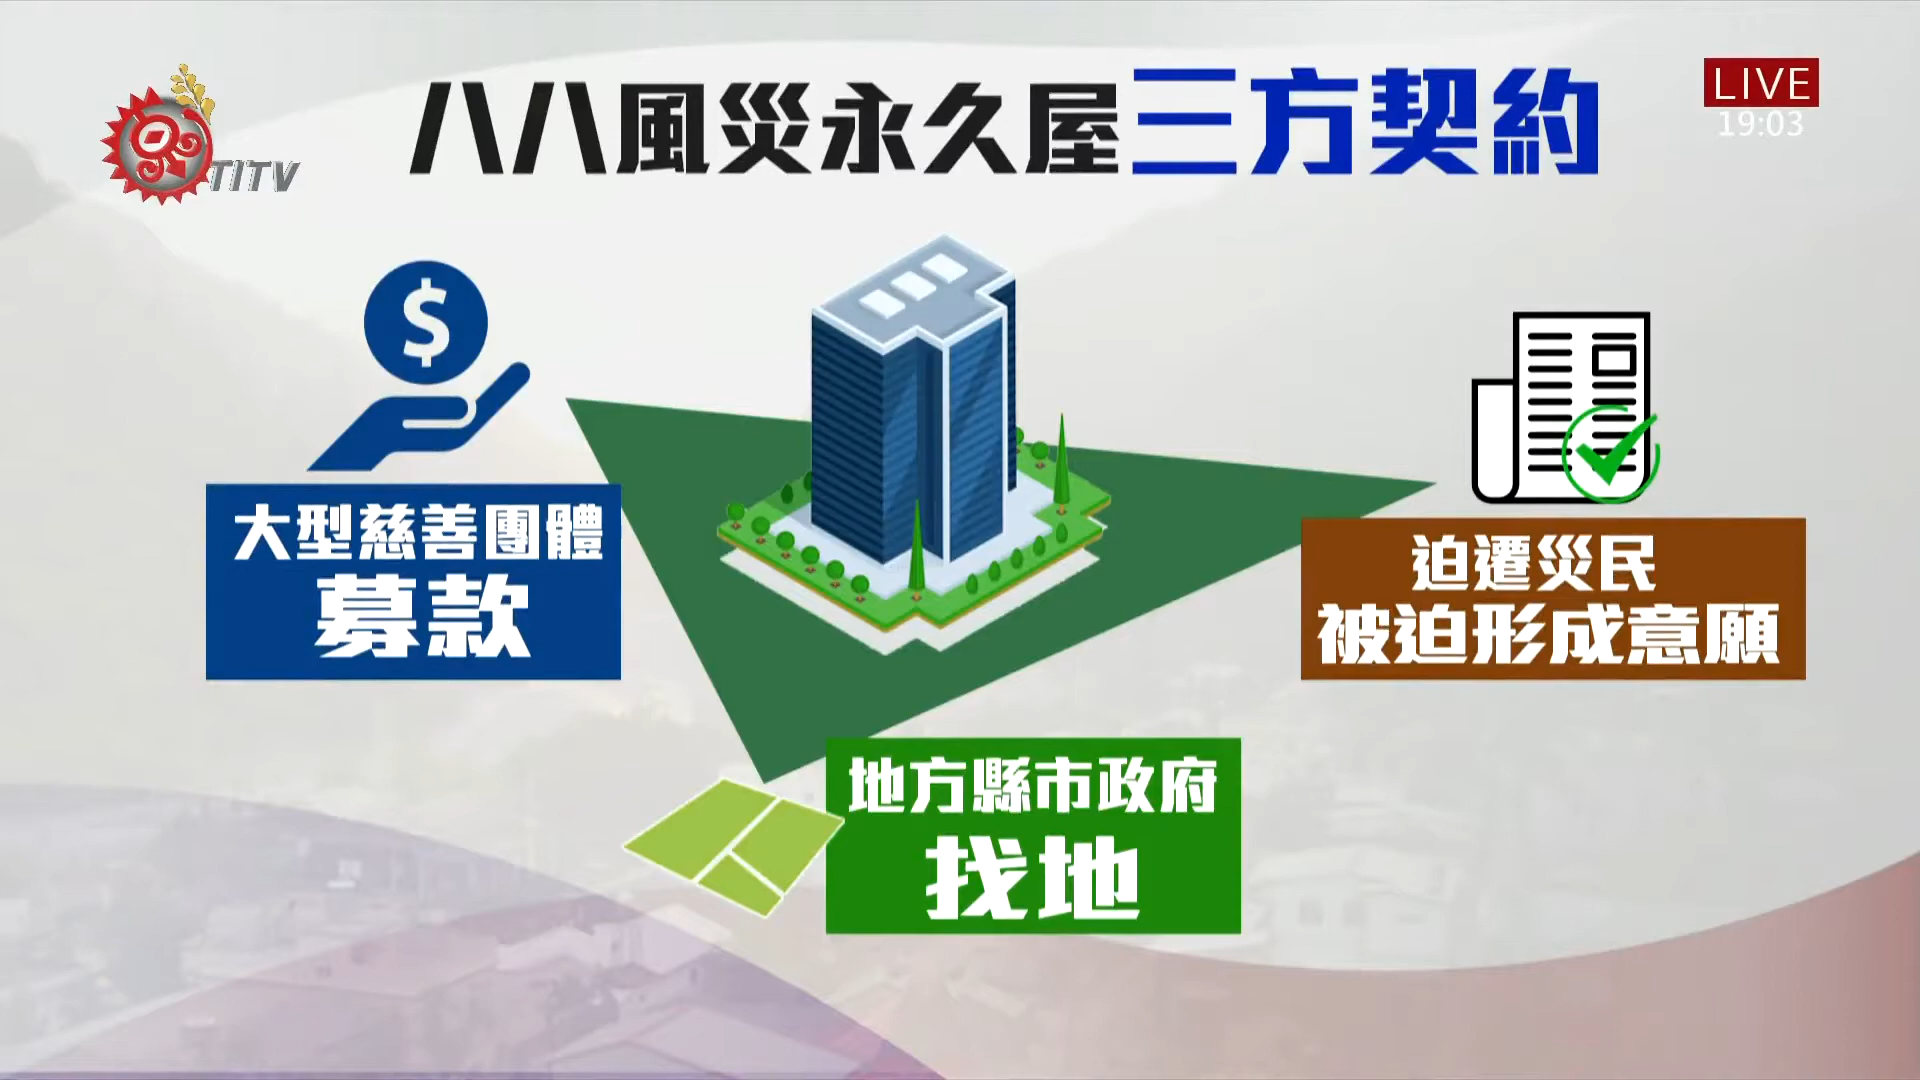 八八風災永久屋三方契約
LIVE
19:03
TITV
$
大型慈善團體
募款
迫遷災民
被迫形成意願
地方縣市政府
找地